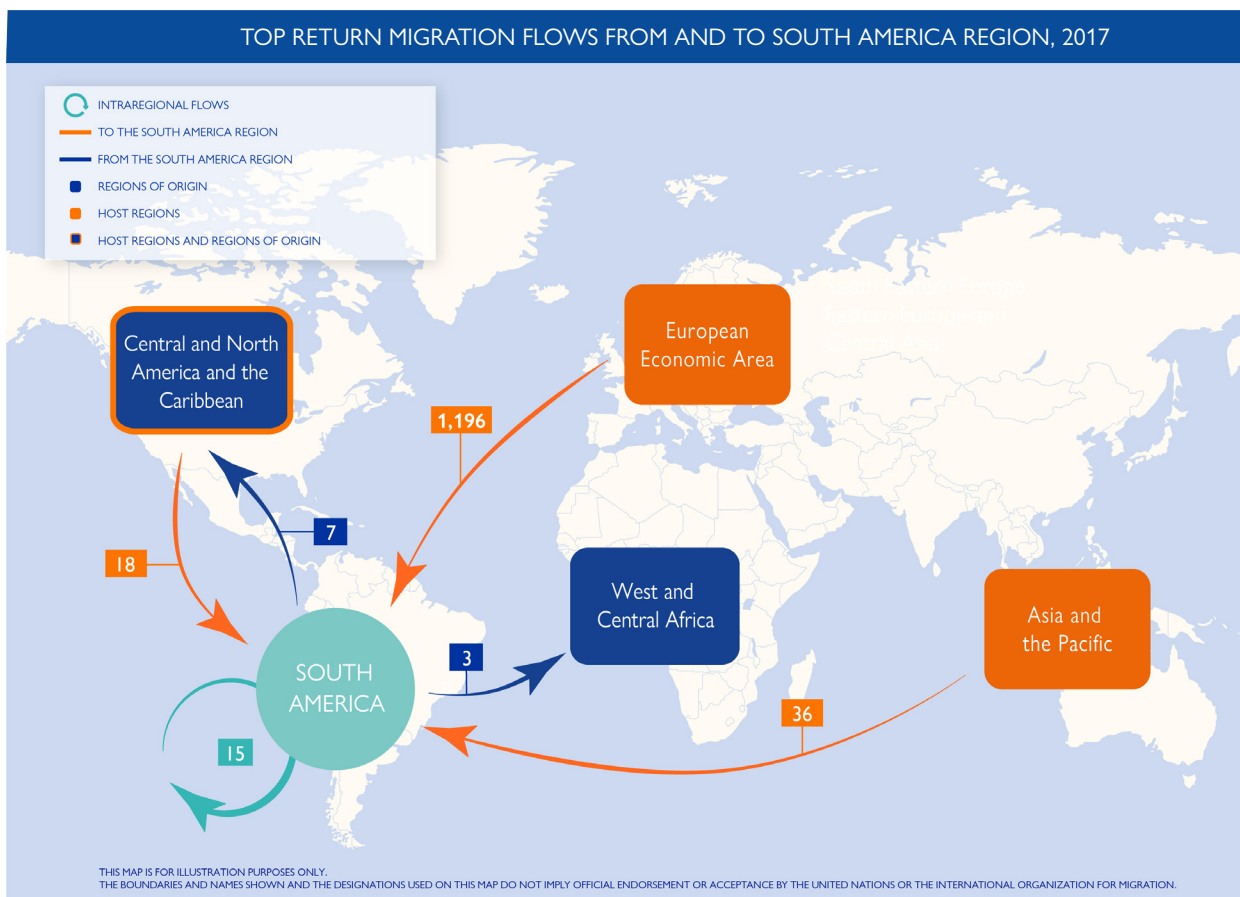 TOP RETURN MIGRATION FLOWS FROM AND TO SOUTH AMERICA REGION, 2017
INTRAREGIONAL FLOWS
TO THE SOUTH AMERICA REGION
FROM THE SOUTH AMERICA REGION
REGIONS OF ORIGIN
HOST REGIONS
HOST REGIONS AND REGIONS OF ORIGIN
Central and North
America and the
Caribbean
European
Economic Area
1,196
7
18
West and
Central Africa
Asia and
the Pacific
SOUTH
AMERICA
3
36
15
THIS MAP IS FOR ILLUSTRATION PURPOSES ONLY.
THE BOUNDARIES AND NAMES SHOWN AND THE DESIGNATIONS USED ON THIS MAP DO NOT IMPLY OFFICIAL ENDORSEMENT OR ACCEPTANCE BY THE UNITED NATIONS OR THE INTERNATIONAL ORGANIZATION FOR MIGRATION.